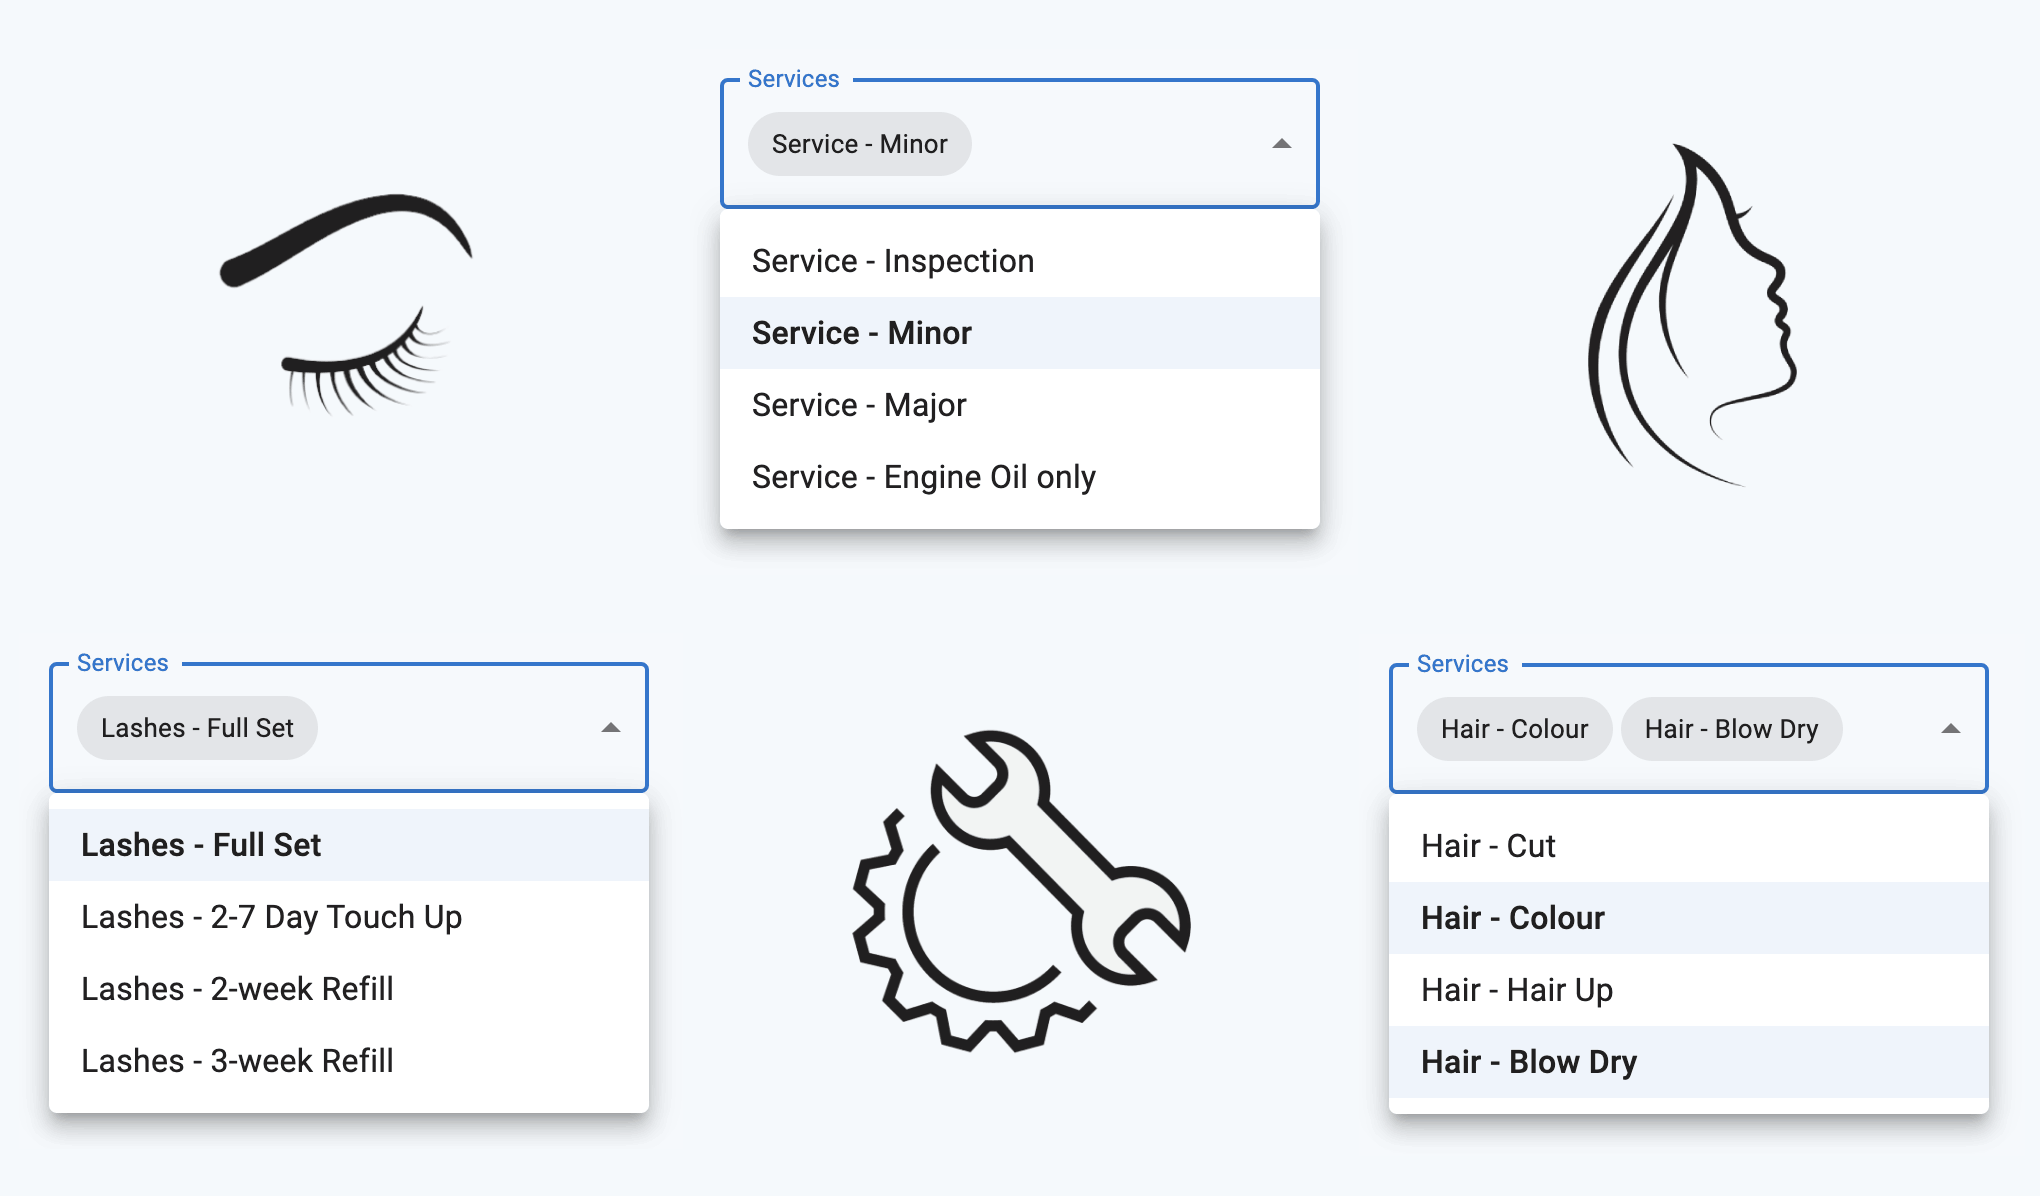 Services
Service - Minor
Service - Inspection
Service - Minor
Service - Major
Service - Engine Oil only
Services
Lashes - Full Set
Lashes - Full Set
Lashes - 2-7 Day Touch Up
Lashes - 2-week Refill
Lashes - 3-week Refill
Services
Hair - Colour Hair - Blow Dry
Hair - Cut
Hair - Colour
Hair - Hair Up
Hair - Blow Dry